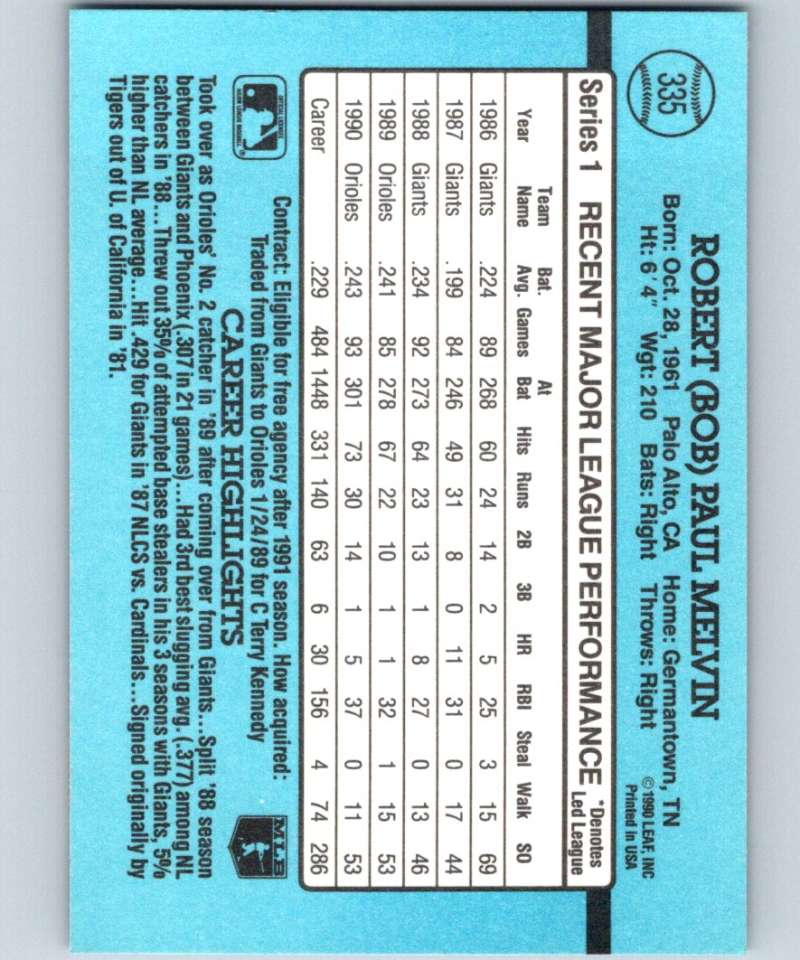 335
ROBERT (BOB) PAUL MELVIN
Born: Oct. 28, 1961 Palo Alto, CA Home: Germantown, TN
Ht: 6' 4" Wgt: 210 Bats: Right Throws: Right
© 1990 LEAF, INC
Printed in USA
Series 1 RECENT MAJOR LEAGUE PERFORMANCE *Denotes Led League
Year Team Name Bat. Avg. Games At Bat Hits Runs 2B 3B HR RBI Steal Walk SO
1986 Giants .224 89 268 60 24 14 2 5 25 3 15 69
1987 Giants .199 84 246 49 31 8 0 11 31 0 17 44
1988 Giants .234 92 273 64 23 13 1 8 27 0 13 46
1989 Orioles .241 85 278 67 22 10 1 1 32 1 15 53
1990 Orioles .243 93 301 73 30 14 1 5 37 0 11 53
Career .229 484 1448 331 140 63 6 30 156 4 74 286
Contract: Eligible for free agency after 1991 season. How acquired:
Traded from Giants to Orioles 1/24/89 for C Terry Kennedy
MLB
CAREER HIGHLIGHTS
Took over as Orioles' No. 2 catcher in '89 after coming over from Giants...Split '88 season
between Giants and Phoenix (.307 in 21 games)...Had 3rd best slugging avg. (.377) among NL
catchers in '88...Threw out 35% of attempted base stealers in his 3 seasons with Giants, 5%
higher than NL average...Hit .429 for Giants in '87 NLCS vs. Cardinals...Signed originally by
Tigers out of U. of California in '81.